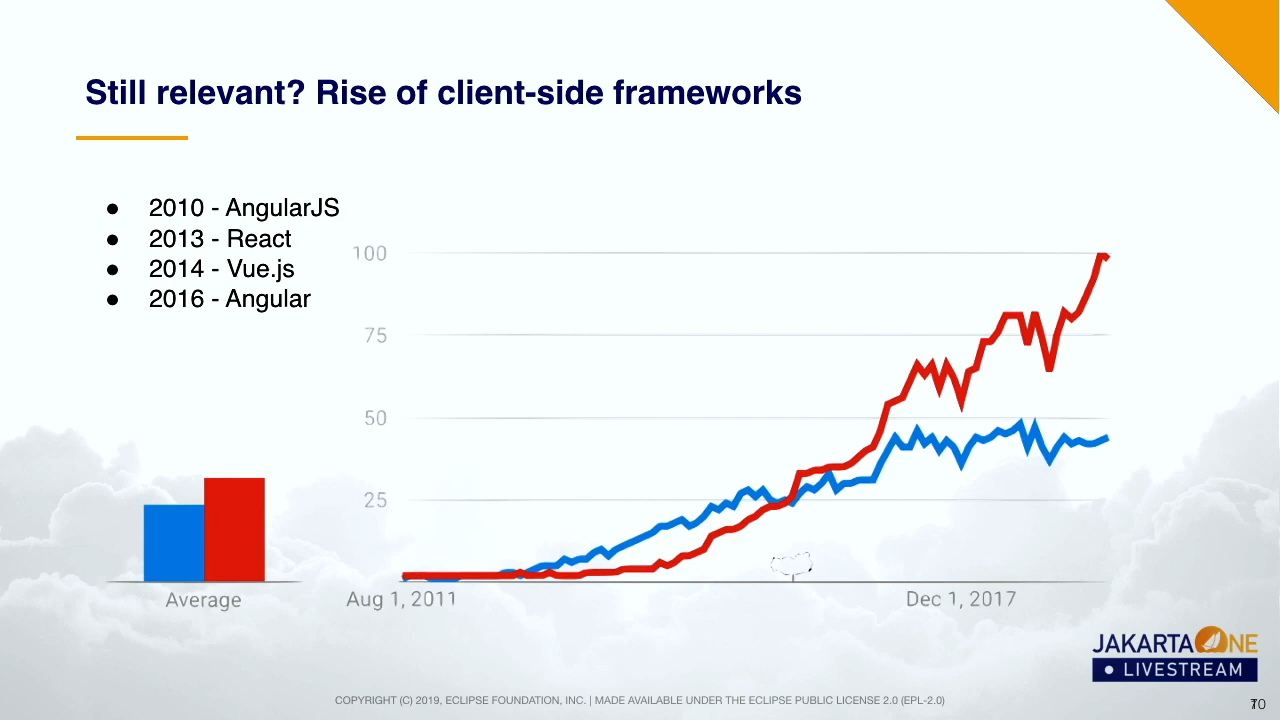 Still relevant? Rise of client-side frameworks
● 2010 - AngularJS
● 2013 - React
● 2014 - Vue.js
● 2016 - Angular
100
75
50
25
Average
Aug 1, 2011
Dec 1, 2017
JAKARTA ONE
LIVESTREAM
COPYRIGHT (C) 2019, ECLIPSE FOUNDATION, INC. | MADE AVAILABLE UNDER THE ECLIPSE PUBLIC LICENSE 2.0 (EPL-2.0)